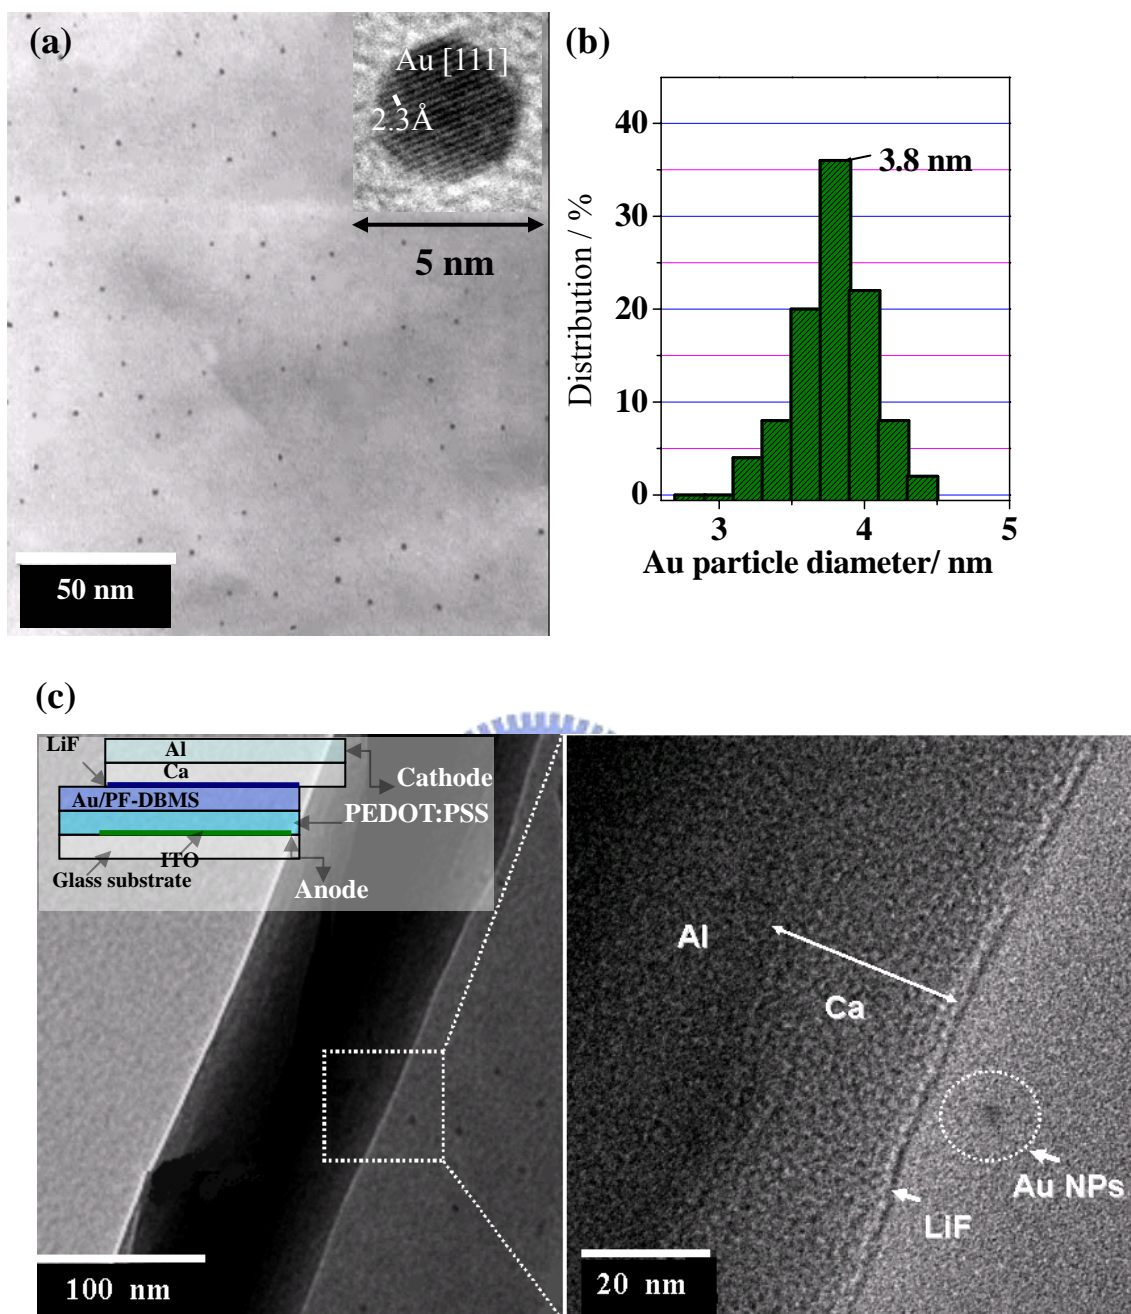 (a)
Au [111]
2.3Å
5 nm
50 nm
(b)
40
30
20
10
0
3.8 nm
Distribution / %
3
4
5
Au particle diameter/ nm
(c)
LiF
Al
Ca
Cathode
Au/PF-DBMS
PEDOT:PSS
ITO
Glass substrate
Anode
100 nm
Al
Ca
Au NPs
LiF
20 nm